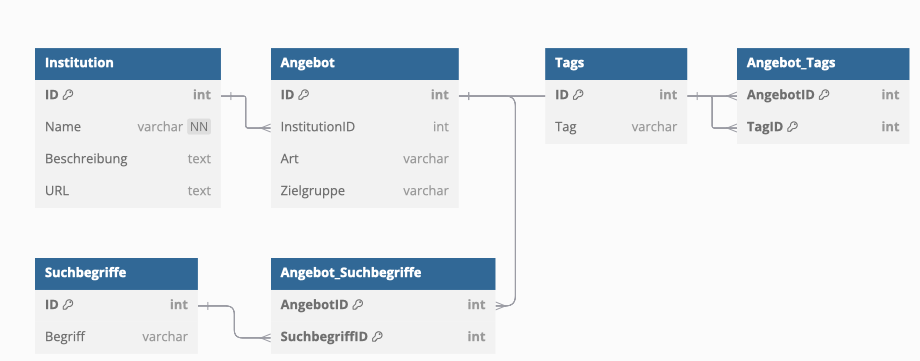 Institution
ID int
Name varchar NN
Beschreibung text
URL text
Angebot
ID int
InstitutionID int
Art varchar
Zielgruppe varchar
Tags
ID int
Tag varchar
Angebot_Tags
AngebotID int
TagID int
Suchbegriffe
ID int
Begriff varchar
Angebot_Suchbegriffe
AngebotID int
SuchbegriffID int